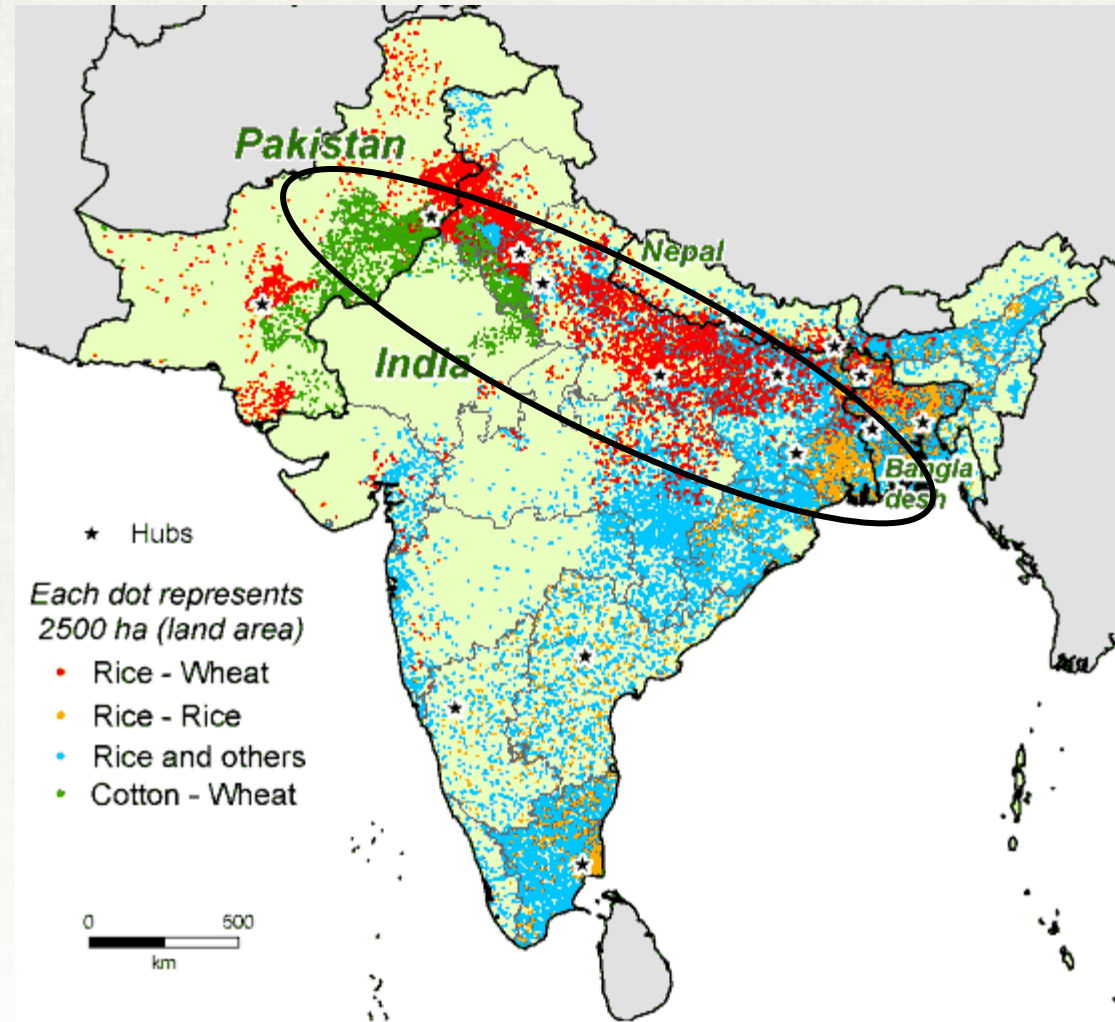 Pakistan
Nepal
India
Bangla
desh
Hubs
Each dot represents
2500 ha (land area)
Rice - Wheat
Rice - Rice
Rice and others
Cotton - Wheat
0 500
km